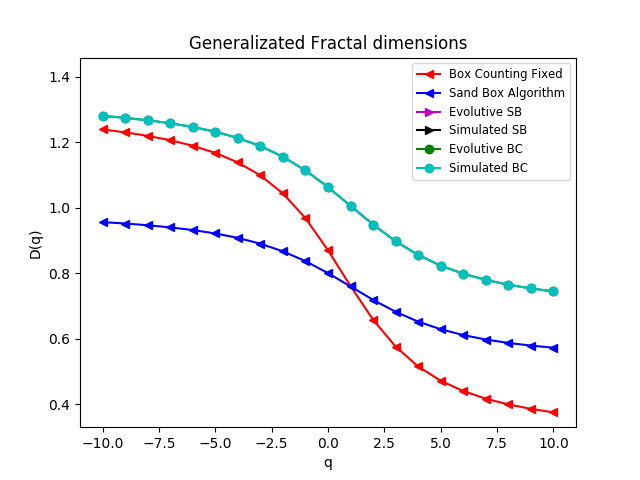 Generalizated Fractal dimensions
Box Counting Fixed
Sand Box Algorithm
Evolutive SB
Simulated SB
Evolutive BC
Simulated BC
1.4
1.2
1.0
0.8
0.6
0.4
D(q)
−10.0 −7.5 −5.0 −2.5 0.0 2.5 5.0 7.5 10.0
q